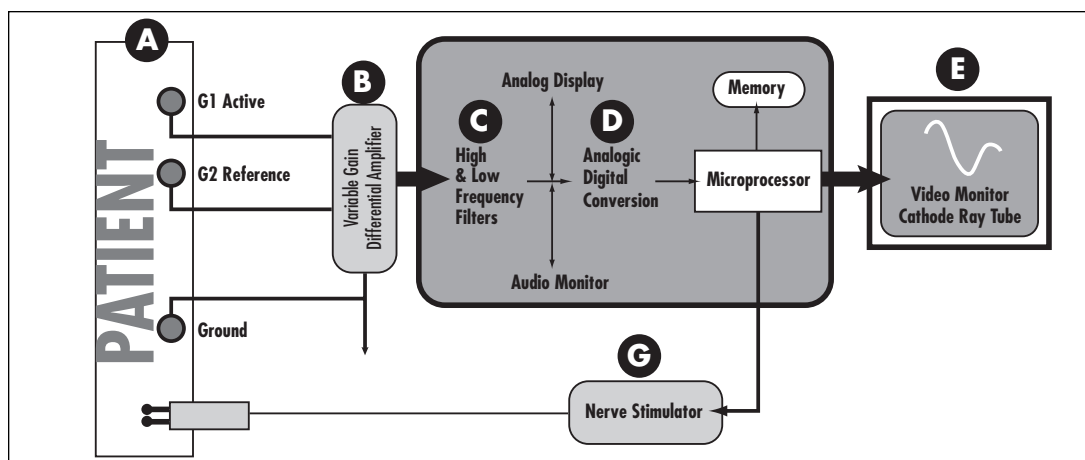 A
PATIENT
G1 Active
G2 Reference
Ground
B
Variable Gain
Differential Amplifier
C
High
& Low
Frequency
Filters
Analog Display
Audio Monitor
D
Analogic
Digital
Conversion
Memory
Microprocessor
E
Video Monitor
Cathode Ray Tube
G
Nerve Stimulator